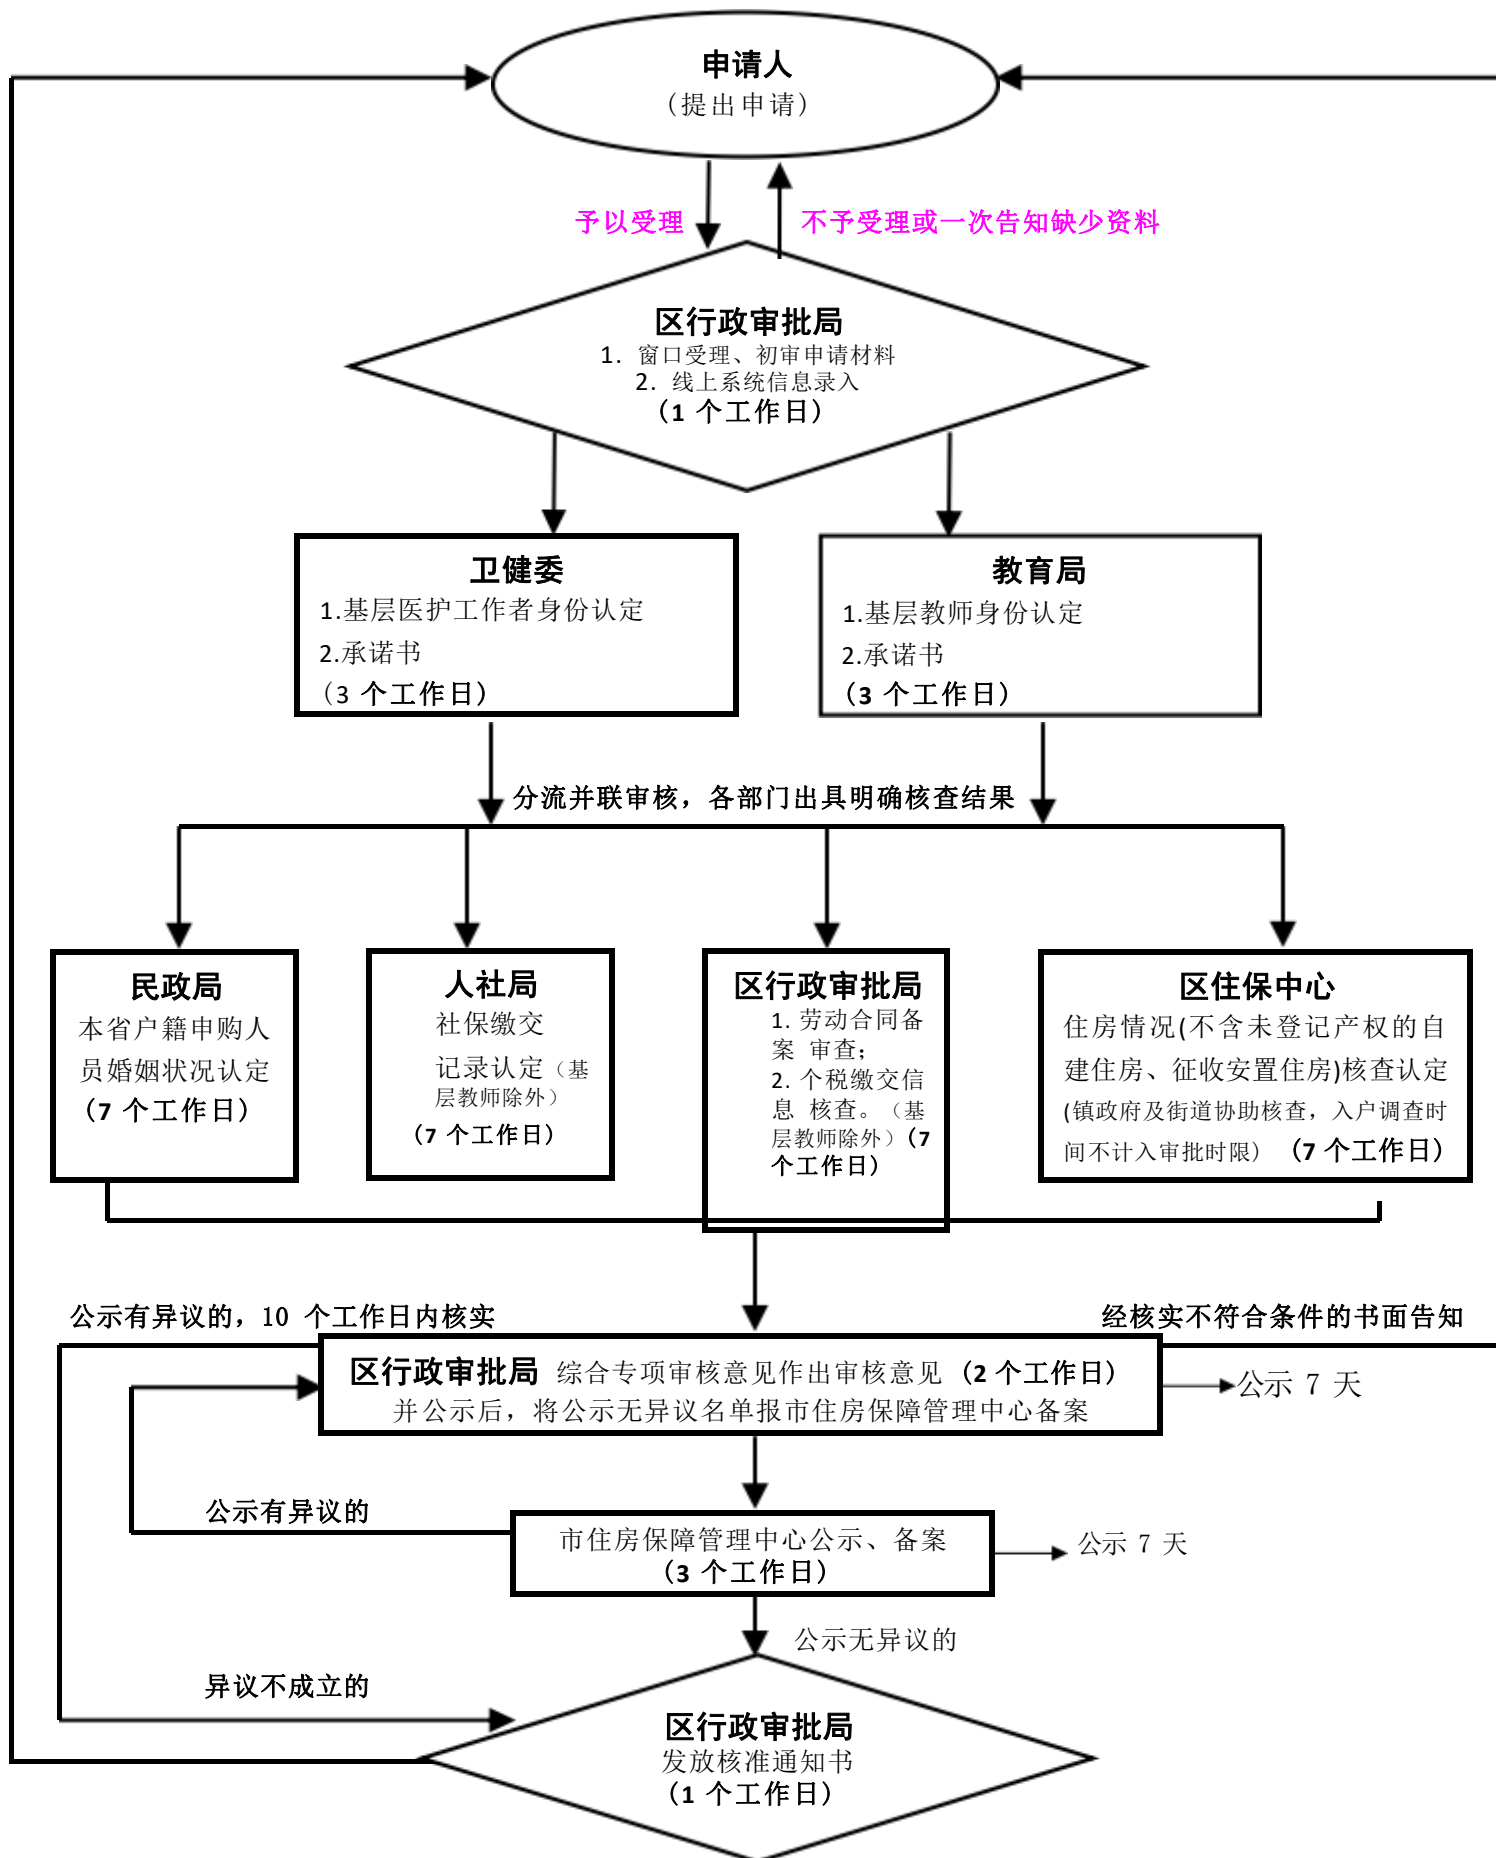 申请人
（提出申请）
予以受理
不予受理或一次告知缺少资料
区行政审批局
1. 窗口受理、初审申请材料
2. 线上系统信息录入
（1 个工作日）
卫健委
1.基层医护工作者身份认定
2.承诺书
（3 个工作日）
教育局
1.基层教师身份认定
2.承诺书
（3 个工作日）
分流并联审核，各部门出具明确核查结果
民政局
本省户籍申购人
员婚姻状况认定
（7 个工作日）
人社局
社保缴交
记录认定（基
层教师除外）
（7 个工作日）
区行政审批局
1. 劳动合同备
案 审查；
2. 个税缴交信
息 核查。（基
层教师除外）（7
个工作日）
区住保中心
住房情况(不含未登记产权的自
建住房、征收安置住房)核查认定
(镇政府及街道协助核查，入户调查时
间不计入审批时限) （7 个工作日）
公示有异议的，10 个工作日内核实
经核实不符合条件的书面告知
区行政审批局 综合专项审核意见作出审核意见（2 个工作日）
并公示后，将公示无异议名单报市住房保障管理中心备案
公示 7 天
公示有异议的
市住房保障管理中心公示、备案
（3 个工作日）
公示 7 天
公示无异议的
异议不成立的
区行政审批局
发放核准通知书
（1 个工作日）